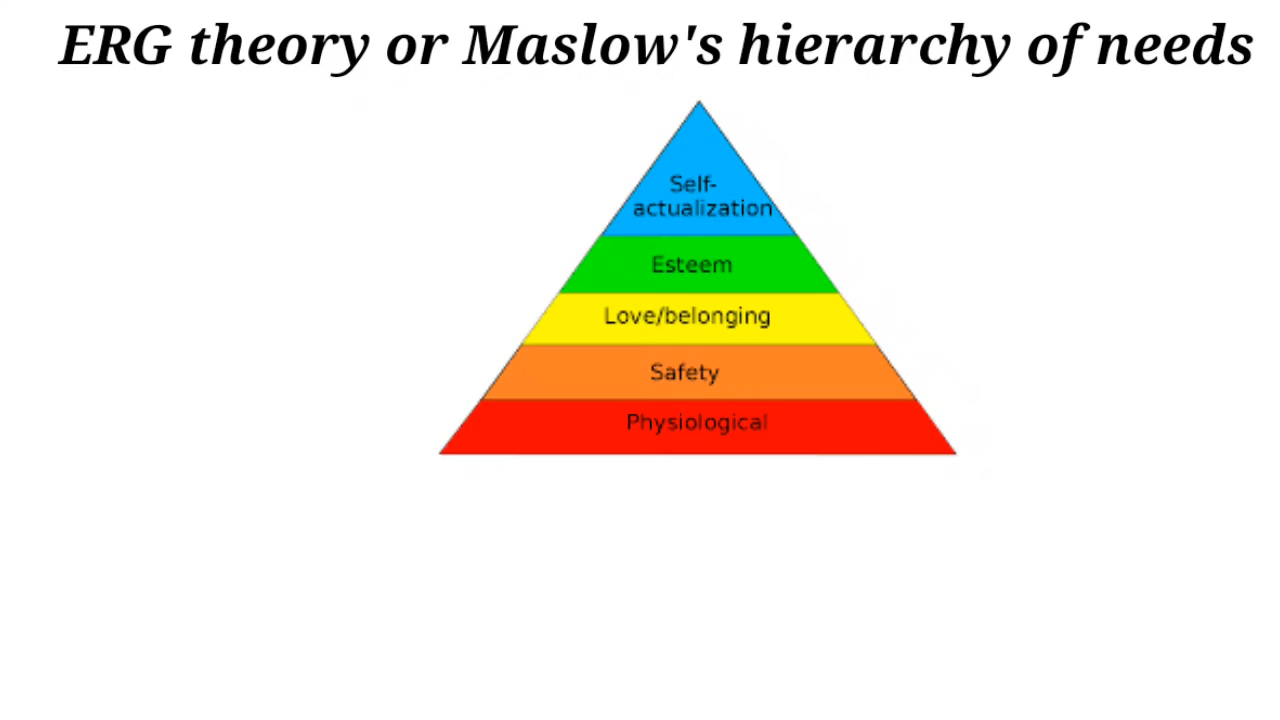 ERG theory or Maslow's hierarchy of needs
Self-
actualization
Esteem
Love/belonging
Safety
Physiological